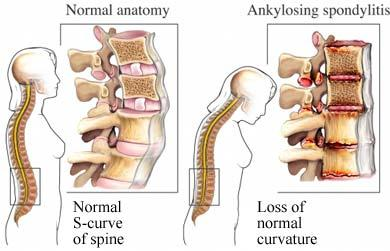 Normal anatomy
Ankylosing spondylitis
Normal
S-curve
of spine
Loss of
normal
curvature